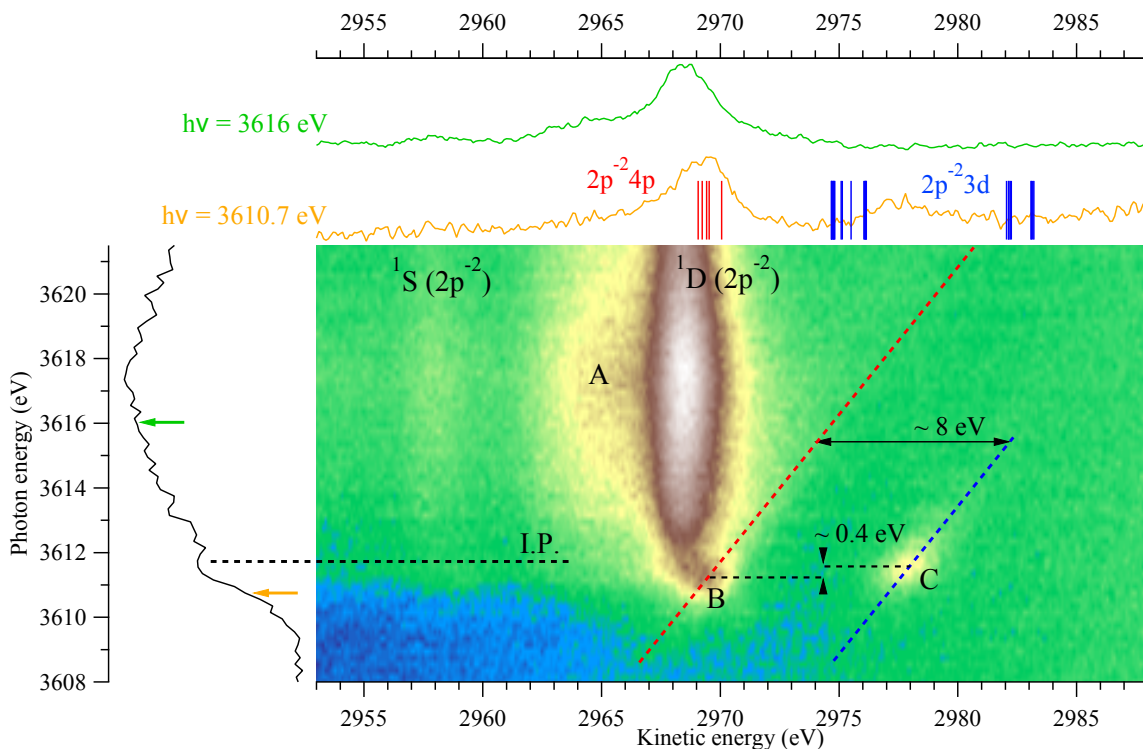 2955 2960 2965 2970 2975 2980 2985
hν = 3616 eV
2p⁻²4p 2p⁻²3d
hν = 3610.7 eV
¹S (2p⁻²) ¹D (2p⁻²)
3620
3618
A
3616
~ 8 eV
3614
~ 0.4 eV
I.P.
3612
C
B
3610
3608
Photon energy (eV)
2955 2960 2965 2970 2975 2980 2985
Kinetic energy (eV)